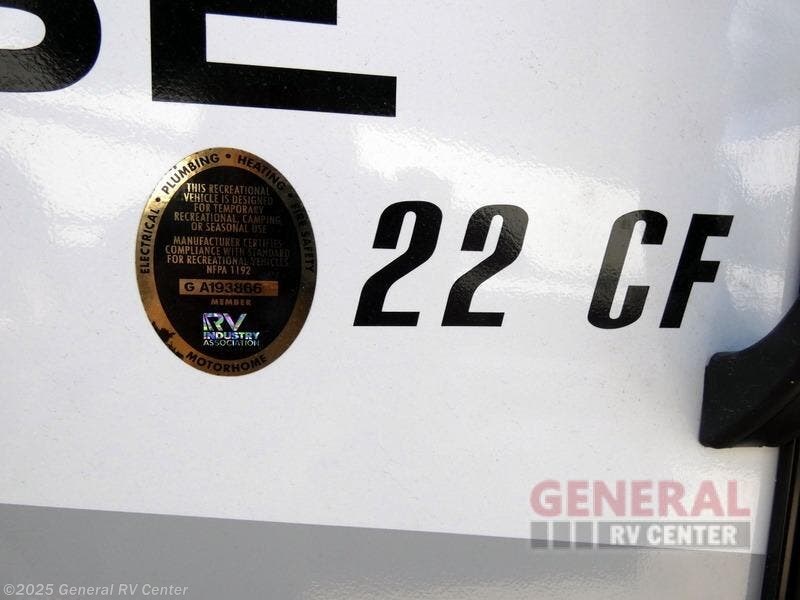 SE
ELECTRICAL • PLUMBING • HEATING • FIRE SAFETY
THIS RECREATIONAL
VEHICLE IS DESIGNED
FOR TEMPORARY
RECREATIONAL, CAMPING,
OR SEASONAL USE
MANUFACTURER CERTIFIES
COMPLIANCE WITH STANDARD
FOR RECREATIONAL VEHICLES
NFPA 1192
G A193866
MEMBER
RV
INDUSTRY
ASSOCIATION
MOTORHOME
22 CF
GENERAL
RV CENTER
©2025 General RV Center